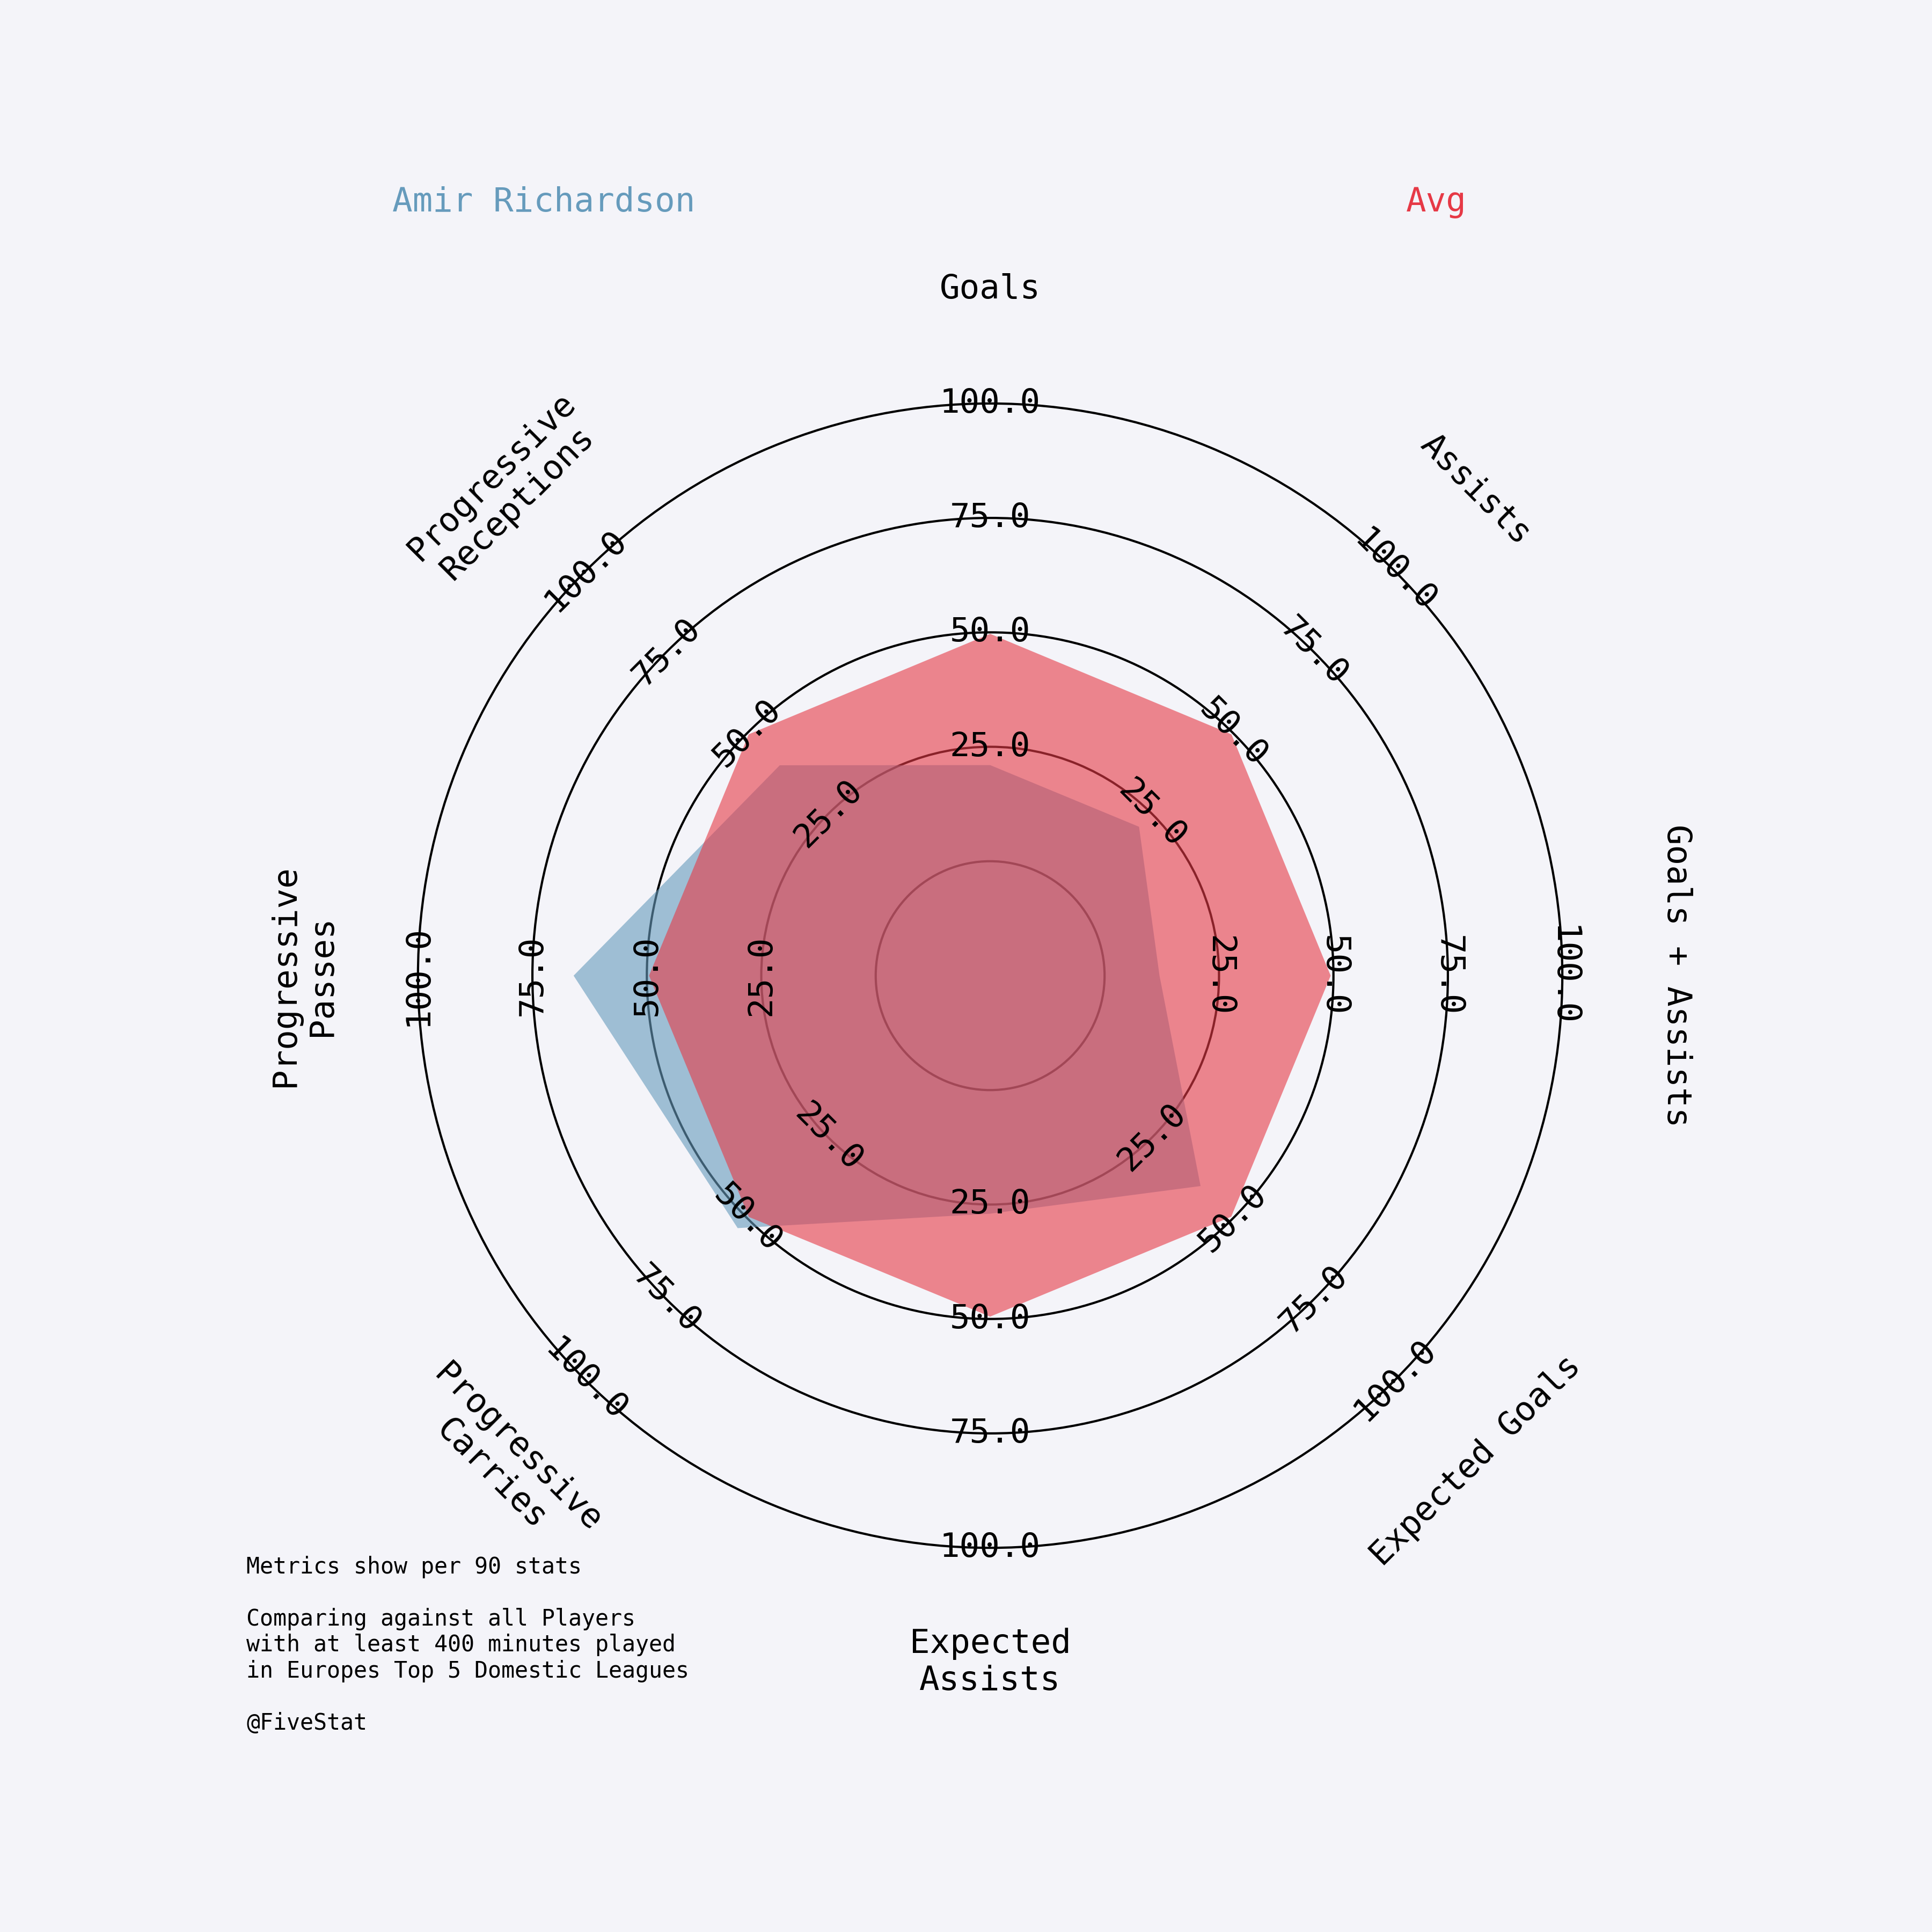 Amir Richardson
Avg
Goals
Assists
Goals + Assists
Expected Goals
Expected
Assists
Progressive
Carries
Progressive
Passes
Progressive
Receptions
25.0
50.0
75.0
100.0
25.0
50.0
75.0
100.0
25.0
50.0
75.0
100.0
25.0
50.0
75.0
100.0
25.0
50.0
75.0
100.0
25.0
50.0
75.0
100.0
25.0
50.0
75.0
100.0
25.0
50.0
75.0
100.0
Metrics show per 90 stats
Comparing against all Players
with at least 400 minutes played
in Europes Top 5 Domestic Leagues
@FiveStat